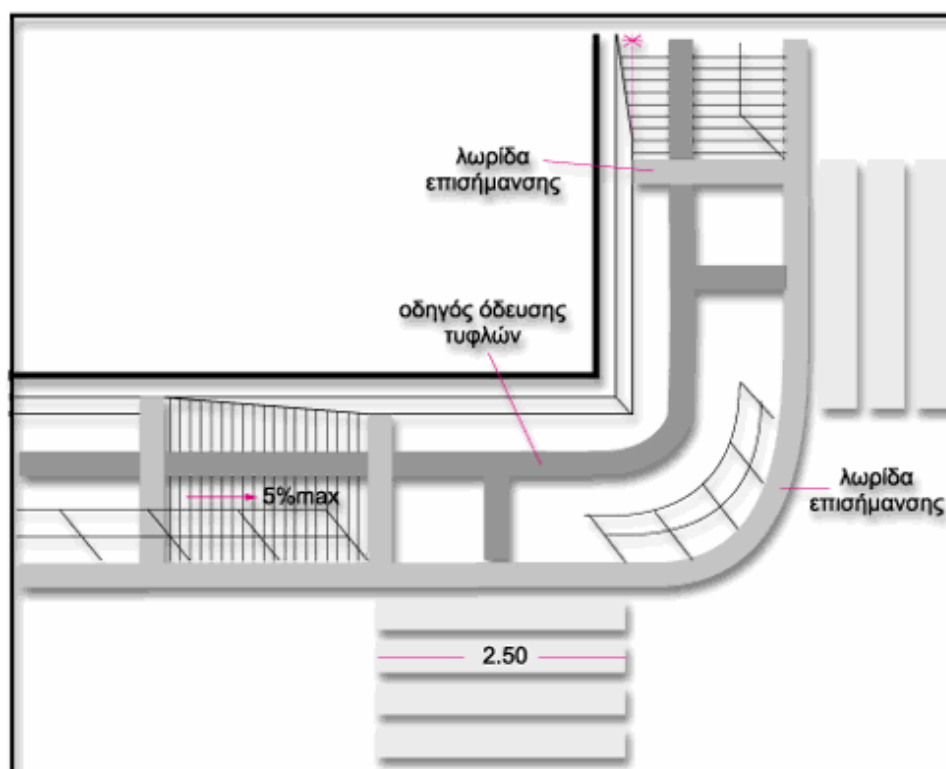 λωρίδα
επισήμανσης
οδηγός όδευσης
τυφλών
5%max
λωρίδα
επισήμανσης
2.50